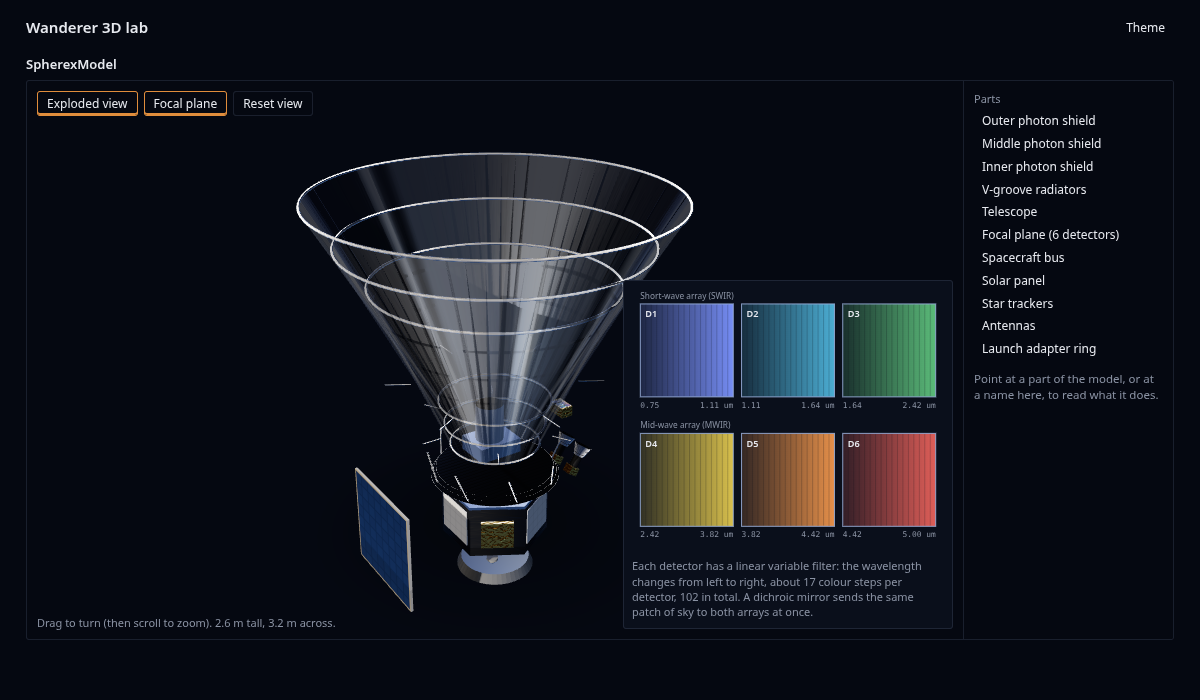 Wanderer 3D lab
Theme
SpherexModel
Exploded view
Focal plane
Reset view
Parts
Outer photon shield
Middle photon shield
Inner photon shield
V-groove radiators
Telescope
Focal plane (6 detectors)
Spacecraft bus
Solar panel
Star trackers
Antennas
Launch adapter ring
Point at a part of the model, or at
a name here, to read what it does.
Short-wave array (SWIR)
D1
D2
D3
0.75 1.11 um
1.11 1.64 um
1.64 2.42 um
Mid-wave array (MWIR)
D4
D5
D6
2.42 3.82 um
3.82 4.42 um
4.42 5.00 um
Each detector has a linear variable filter: the wavelength
changes from left to right, about 17 colour steps per
detector, 102 in total. A dichroic mirror sends the same
patch of sky to both arrays at once.
Drag to turn (then scroll to zoom). 2.6 m tall, 3.2 m across.